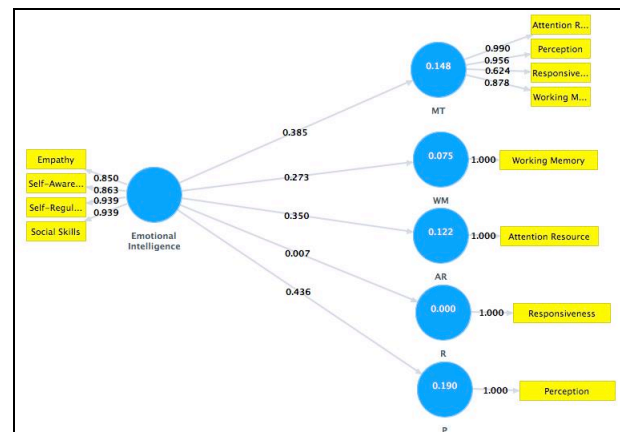 Attention R...
0.990
Perception
0.956
0.624
Responsive...
0.878
Working M...
0.148
MT
0.385
Empathy
0.850
Self-Aware...
0.863
Self-Regul...
0.939
Social Skills
0.939
Emotional
Intelligence
0.273
0.075
1.000
Working Memory
WM
0.350
0.122
1.000
Attention Resource
AR
0.007
0.000
1.000
Responsiveness
R
0.436
0.190
1.000
Perception
P